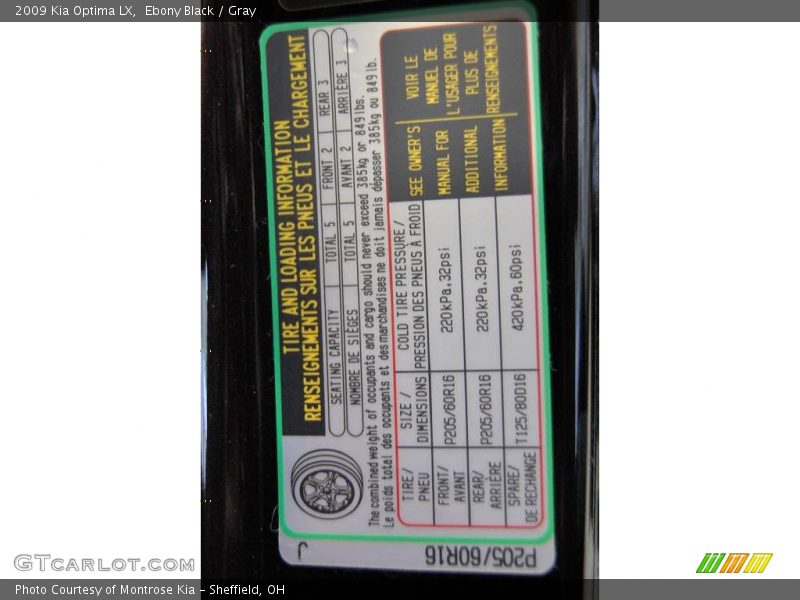 2009 Kia Optima LX, Ebony Black / Gray
TIRE AND LOADING INFORMATION
RENSEIGNEMENTS SUR LES PNEUS ET LE CHARGEMENT
SEATING CAPACITY TOTAL 5 FRONT 2 REAR 3
NOMBRE DE SIÈGES TOTAL 5 AVANT 2 ARRIÈRE 3
The combined weight of occupants and cargo should never exceed 385kg or 849lbs.
Le poids total des occupants et des marchandises ne doit jamais dépasser 385kg ou 849lb.
TIRE/ SIZE / COLD TIRE PRESSURE/ SEE OWNER'S VOIR LE
PNEU DIMENSIONS PRESSION DES PNEUS À FROID MANUAL FOR MANUEL DE
FRONT/ P205/60R16 220kPa.32psi ADDITIONAL L'USAGER POUR
AVANT
REAR/ P205/60R16 220kPa.32psi INFORMATION PLUS DE
ARRIÈRE RENSEIGNEMENTS
SPARE/ T125/80D16 420kPa.60psi
DE RECHANGE
J P205/60R16
GTCARLOT.COM
Photo Courtesy of Montrose Kia - Sheffield, OH